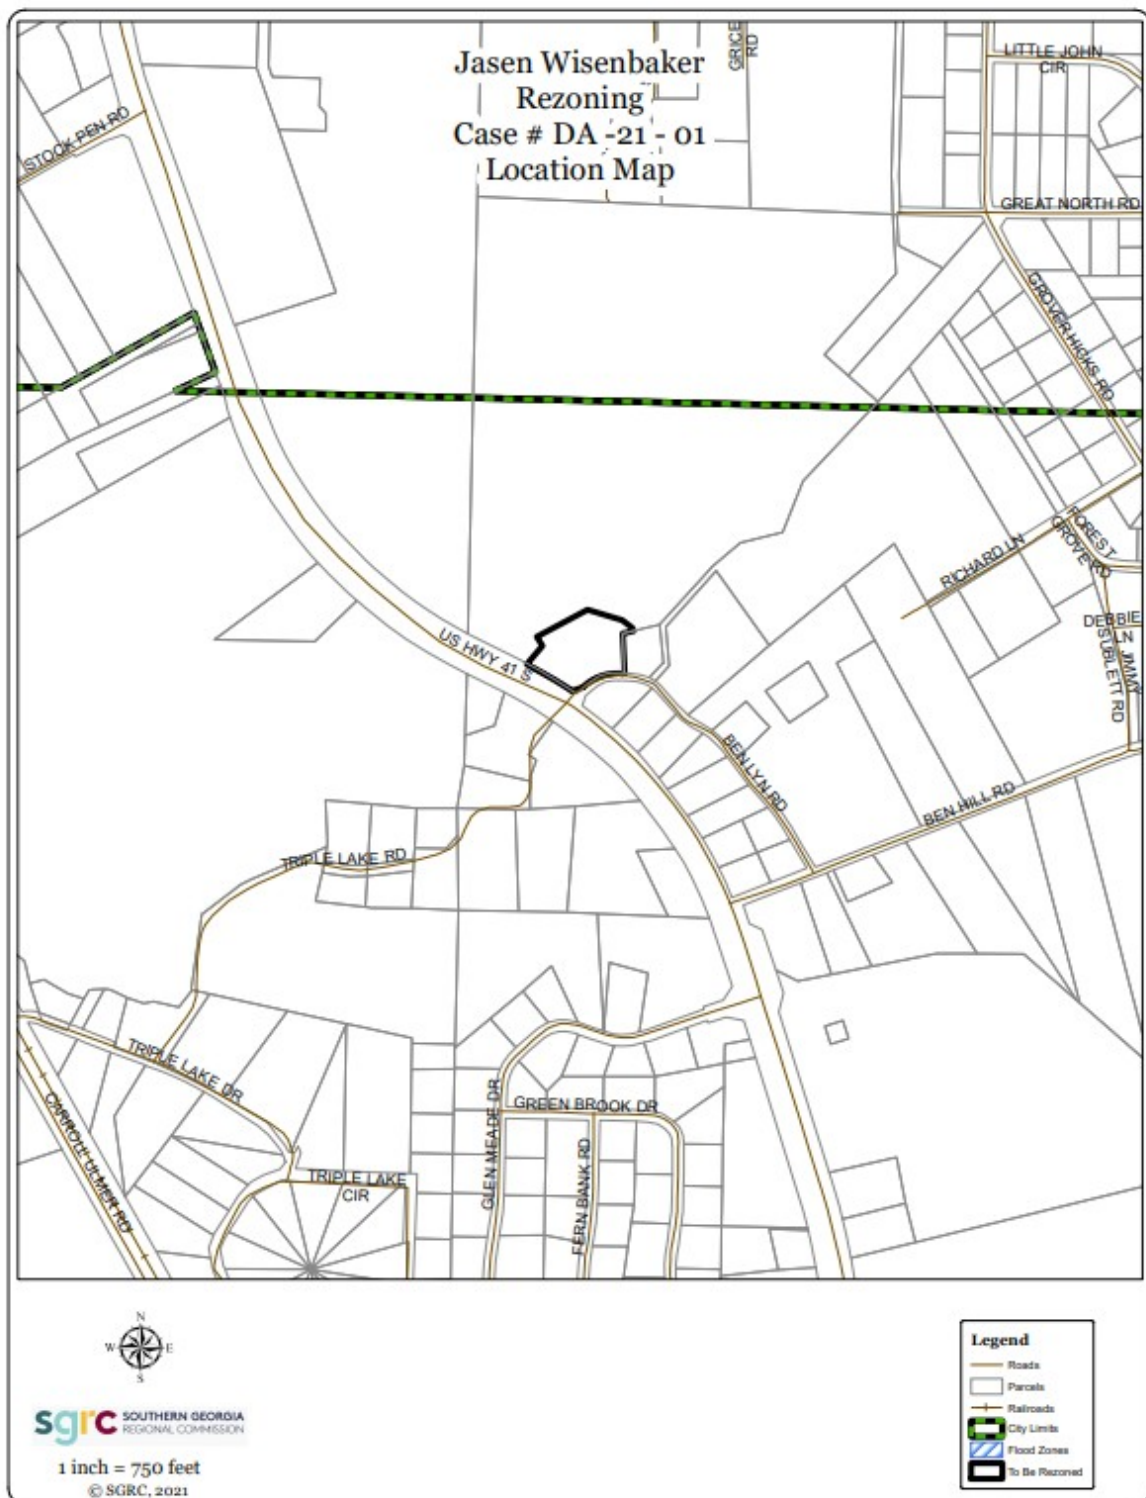 Jasen Wisenbaker
Rezoning
Case # DA -21 - 01
Location Map
GRICE
RD
LITTLE JOHN
CIR
STOCK PEN RD
GREAT NORTH RD
GROVER HICKS RD
FOREST
GROVE RD
RICHARD LN
DEBBIE
LN
JIMMY
SUBLETT RD
US HWY 41 S
BEN LYN RD
BEN HILL RD
TRIPLE LAKE RD
TRIPLE LAKE DR
CARROLL ULMER RD
GLEN MEADE DR
GREEN BROOK DR
FERN BANK RD
TRIPLE LAKE
CIR
N
W E
S
sgrc SOUTHERN GEORGIA
REGIONAL COMMISSION
1 inch = 750 feet
© SGRC, 2021
Legend
Roads
Parcels
Railroads
City Limits
Flood Zones
To Be Rezoned